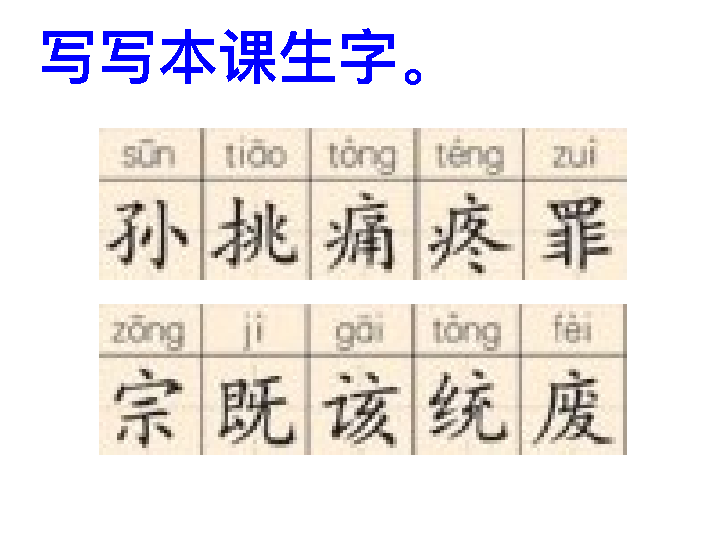 写写本课生字。
sūn tiāo tòng téng zuì
孙 挑 痛 疼 罪
zōng jì gāi tǒng fèi
宗 既 该 统 废